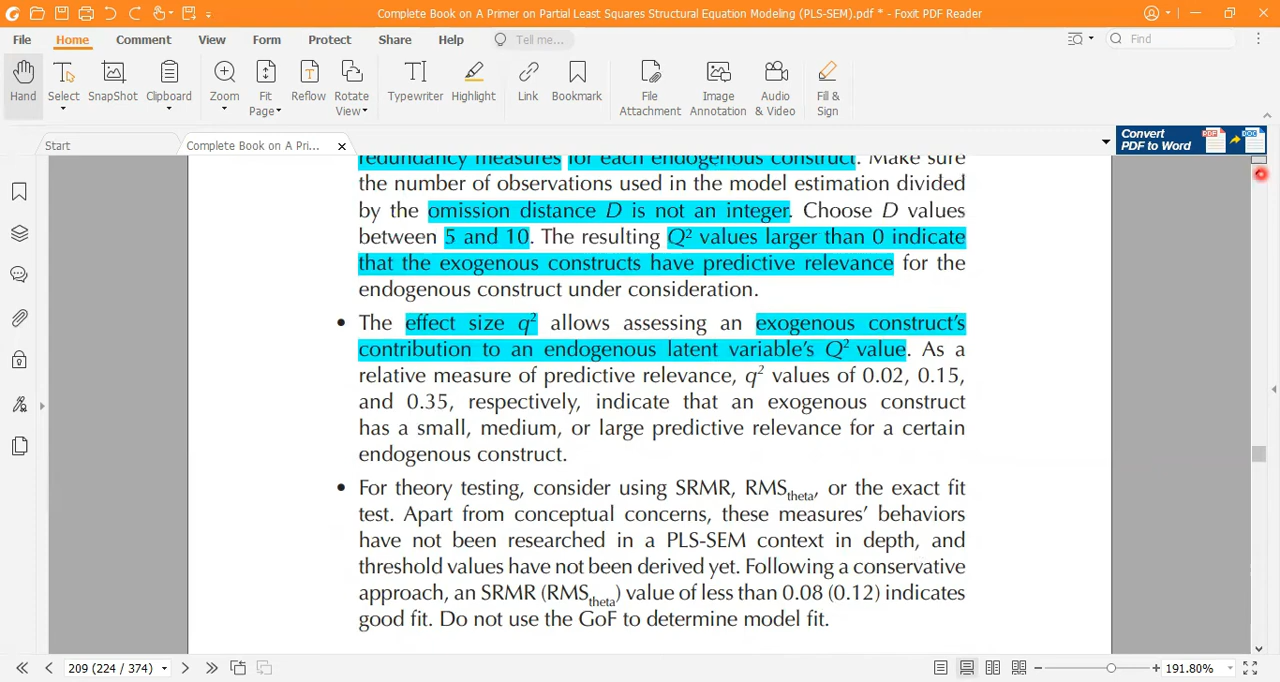 Complete Book on A Primer on Partial Least Squares Structural Equation Modeling (PLS-SEM).pdf * - Foxit PDF Reader
File Home Comment View Form Protect Share Help Tell me... Find
Hand Select SnapShot Clipboard Zoom Fit Page Reflow Rotate View Typewriter Highlight Link Bookmark File Attachment Image Annotation Audio & Video Fill & Sign
Start Complete Book on A Pri... Convert PDF to Word
redundancy measures for each endogenous construct. Make sure
the number of observations used in the model estimation divided
by the omission distance D is not an integer. Choose D values
between 5 and 10. The resulting Q² values larger than 0 indicate
that the exogenous constructs have predictive relevance for the
endogenous construct under consideration.
• The effect size q² allows assessing an exogenous construct's
contribution to an endogenous latent variable's Q² value. As a
relative measure of predictive relevance, q² values of 0.02, 0.15,
and 0.35, respectively, indicate that an exogenous construct
has a small, medium, or large predictive relevance for a certain
endogenous construct.
• For theory testing, consider using SRMR, RMStheta, or the exact fit
test. Apart from conceptual concerns, these measures' behaviors
have not been researched in a PLS-SEM context in depth, and
threshold values have not been derived yet. Following a conservative
approach, an SRMR (RMStheta) value of less than 0.08 (0.12) indicates
good fit. Do not use the GoF to determine model fit.
209 (224 / 374) 191.80%